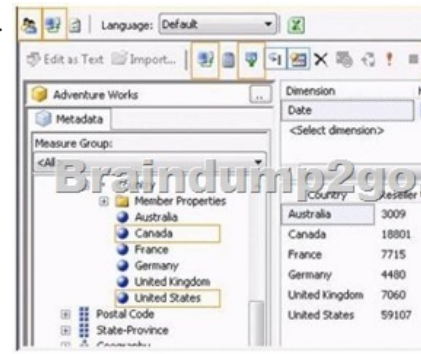 Language: Default
Edit as Text Import...
Adventure Works ..
Metadata
Measure Group:
<All
Member Properties
Australia
Canada
France
Germany
United Kingdom
United States
Postal Code
State-Province
Dimension
Date
<Select dimension>
Braindump2go
Country Reseller
Australia 3009
Canada 18801
France 7715
Germany 4480
United Kingdom 7060
United States 59107